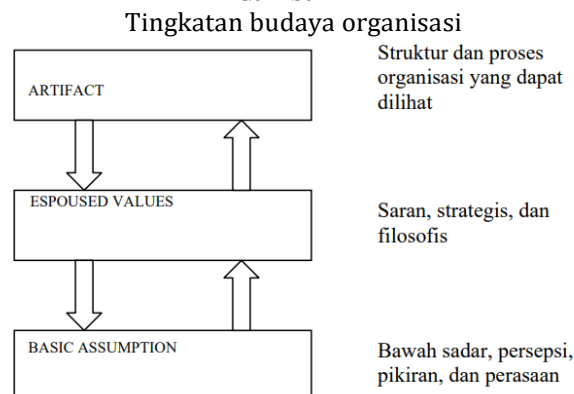 Tingkatan budaya organisasi
Struktur dan proses
organisasi yang dapat
dilihat
ARTIFACT
ESPOUSED VALUES
Saran, strategis, dan
filosofis
BASIC ASSUMPTION
Bawah sadar, persepsi,
pikiran, dan perasaan